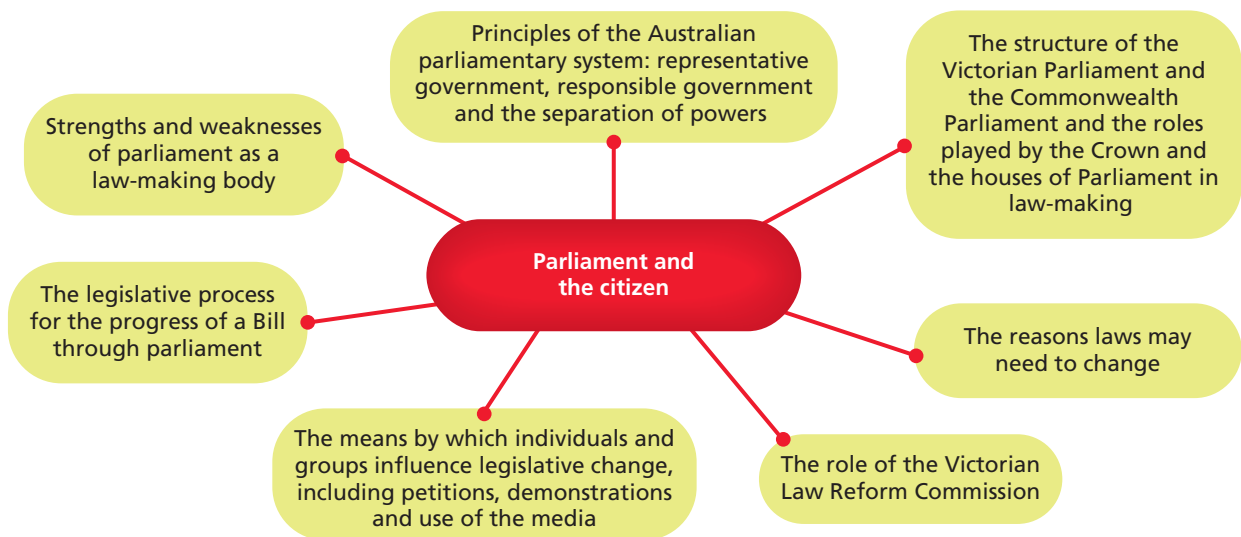 Principles of the Australian
parliamentary system: representative
government, responsible government
and the separation of powers
The structure of the
Victorian Parliament and
the Commonwealth
Parliament and the roles
played by the Crown and
the houses of Parliament in
law-making
Strengths and weaknesses
of parliament as a
law-making body
Parliament and
the citizen
The legislative process
for the progress of a Bill
through parliament
The reasons laws may
need to change
The means by which individuals and
groups influence legislative change,
including petitions, demonstrations
and use of the media
The role of the Victorian
Law Reform Commission